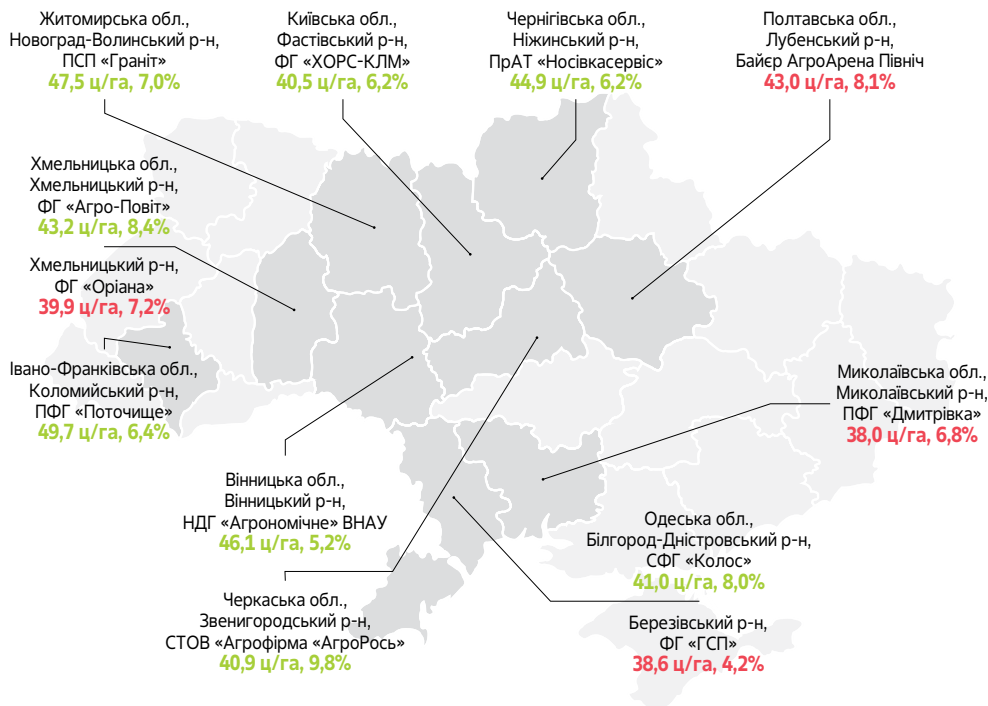 Житомирська обл.,
Новоград-Волинський р-н,
ПСП «Граніт»
47,5 ц/га, 7,0%
Київська обл.,
Фастівський р-н,
ФГ «ХОРС-КЛМ»
40,5 ц/га, 6,2%
Чернігівська обл.,
Ніжинський р-н,
ПрАТ «Носівкасервіс»
44,9 ц/га, 6,2%
Полтавська обл.,
Лубенський р-н,
Байєр АгроАрена Північ
43,0 ц/га, 8,1%
Хмельницька обл.,
Хмельницький р-н,
ФГ «Агро-Повіт»
43,2 ц/га, 8,4%
Хмельницький р-н,
ФГ «Оріана»
39,9 ц/га, 7,2%
Івано-Франківська обл.,
Коломийський р-н,
ПФГ «Поточище»
49,7 ц/га, 6,4%
Миколаївська обл.,
Миколаївський р-н,
ПФГ «Дмитрівка»
38,0 ц/га, 6,8%
Вінницька обл.,
Вінницький р-н,
НДГ «Агрономічне» ВНАУ
46,1 ц/га, 5,2%
Одеська обл.,
Білгород-Дністровський р-н,
СФГ «Колос»
41,0 ц/га, 8,0%
Березівський р-н,
ФГ «ГСП»
38,6 ц/га, 4,2%
Черкаська обл.,
Звенигородський р-н,
СТОВ «Агрофірма «АгроРось»
40,9 ц/га, 9,8%